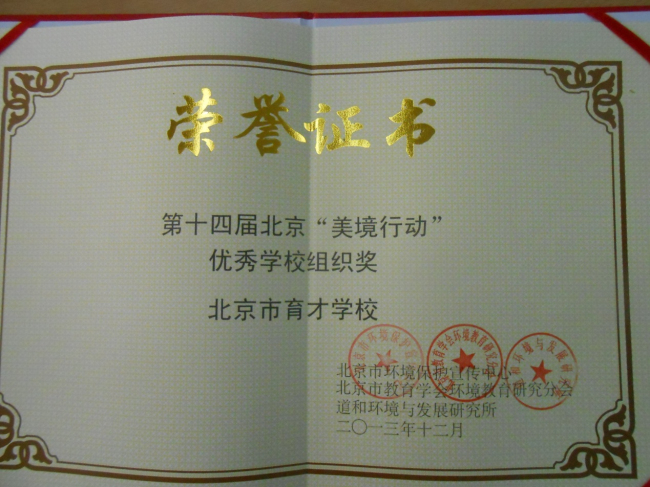 荣誉证书
第十四届北京“美境行动”
优秀学校组织奖
北京市育才学校
北京市环境保护宣传中心
北京市教育学会环境教育研究分会
道和环境与发展研究所
二〇一三年十二月